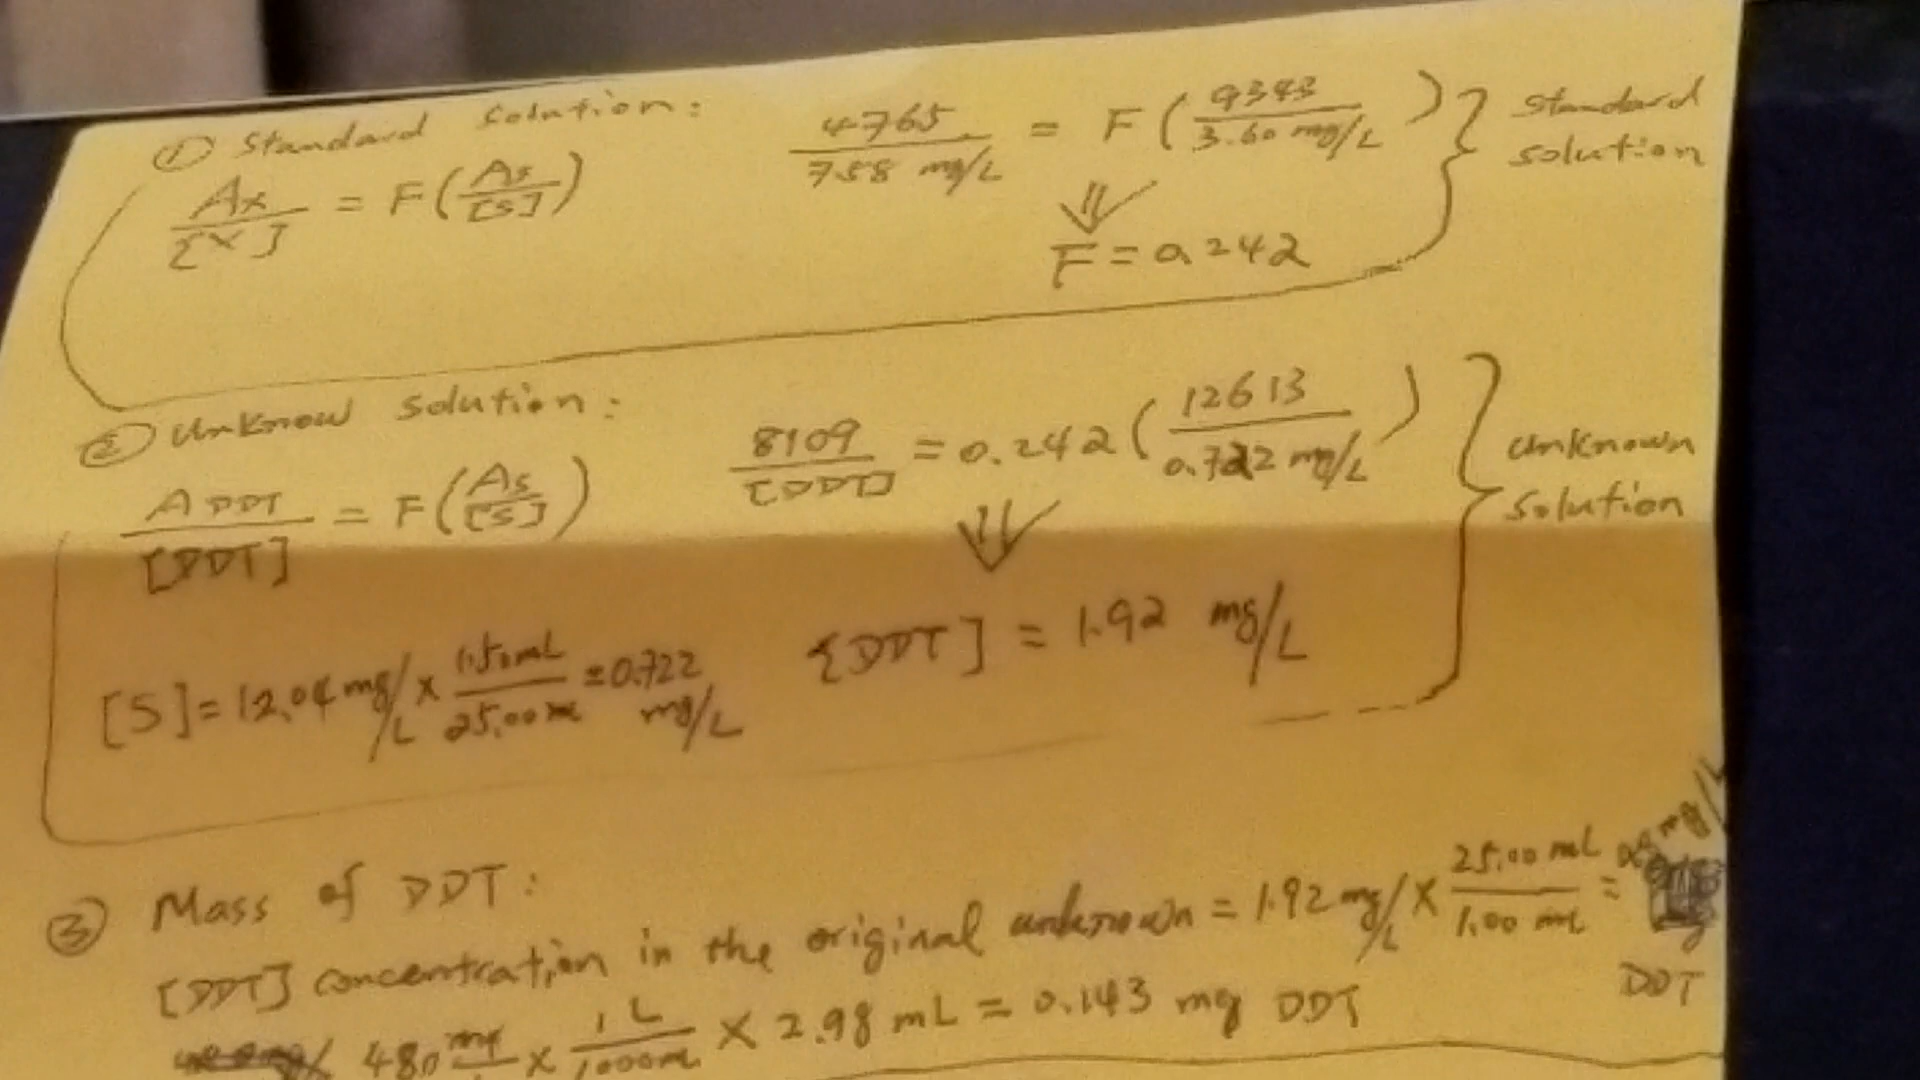 ① Standard solution:
Ax/[X] = F(As/[S])
4765/7.58 mg/L = F(9343/3.60 mg/L)
F = 0.242
Standard solution
② Unknow solution:
A DDT/[DDT] = F(As/[S])
8109/[DDT] = 0.242(12613/0.722 mg/L)
[S] = 12.04 mg/L × 1.50 mL/25.00 m = 0.722 mg/L
[DDT] = 1.92 mg/L
unknown solution
③ Mass of DDT:
[DDT] concentration in the original unknown = 1.92 mg/L × 25.00 mL/1.00 mL = mg/L
DDT
48.0 mg × 1 L/1000 m × 2.98 mL = 0.143 mg DDT